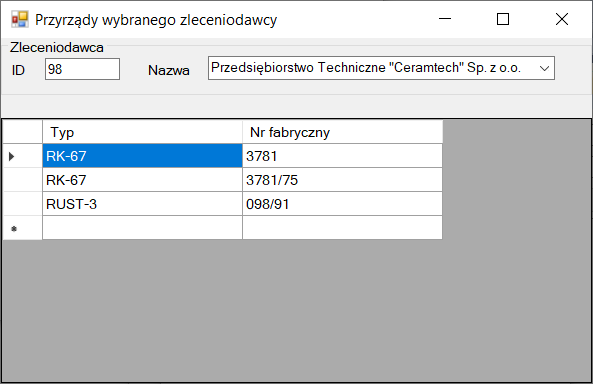 Przyrządy wybranego zleceniodawcy
Zleceniodawca
ID 98 Nazwa Przedsiębiorstwo Techniczne "Ceramtech" Sp. z o.o.
Typ Nr fabryczny
RK-67 3781
RK-67 3781/75
RUST-3 098/91